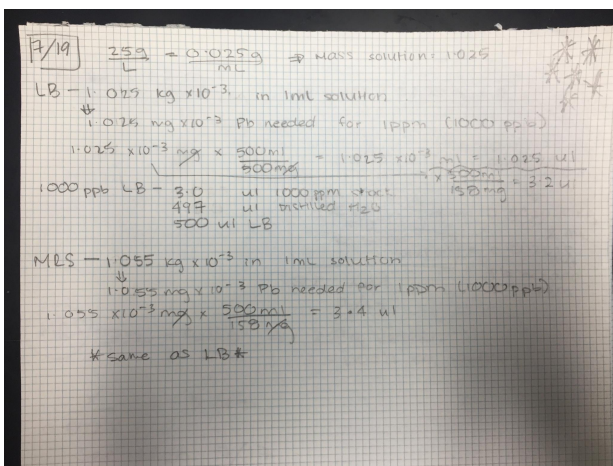 7/19 25g/L = 0.025g/mL ⇒ Mass solution: 1.025
LB - 1.025 kg x10⁻³ in 1mL solution
⇓
1.025 mg x10⁻³ Pb needed for 1ppm (1000 ppb)
1.025 x10⁻³ mg x 500ml/500mg = 1.025 x10⁻³ ml = 1.025 ul
x 500ml/158mg = 3.2 ul
1000 ppb LB - 3.0 ul 1000 ppm stock
497 ul distilled H₂O
500 ul LB
MRS - 1.055 kg x10⁻³ in 1mL solution
⇓
1.055 mg x 10⁻³ Pb needed for 1ppm (1000ppb)
1.055 x10⁻³ mg x 500ml/158mg = 3.4 ul
*same as LB*